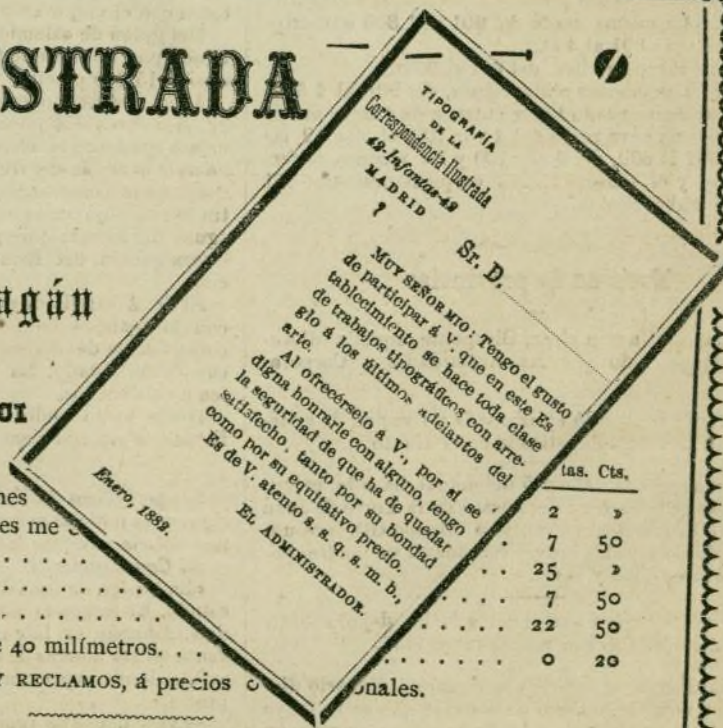 STRADA
TIPOGRAFÍA
DE LA
Correspondencia Ilustrada
42-Infantas-42
MADRID
Sr. D.
MUY SEÑOR MIO: Tengo el gusto
de participar á V. que en este Es
tablecimiento se hace toda clase
de trabajos tipográficos con arre-
glo á los últimos adelantos del
arte.
Al ofrecérselo á V., por si se
digna honrarle con alguno, tengo
la seguridad de que ha de quedar
satisfecho, tanto por su bondad
como por su equitativo precio.
Es de V. atento s. s. q. s. m. b.,
EL ADMINISTRADOR.
Enero, 1882.
agán
tas. Cts.
nes 2 »
es me 7 50
25 »
7 50
22 50
40 milímetros. 0 20
Y RECLAMOS, á precios nales.